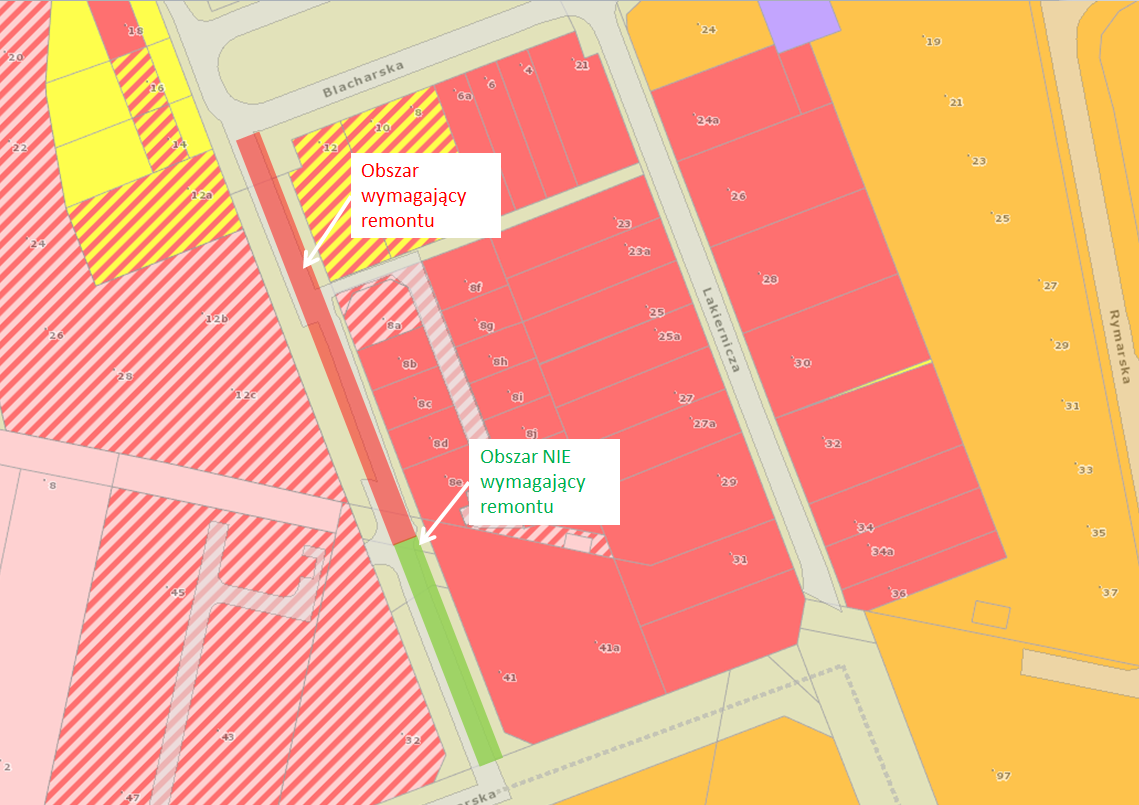 18
20
16
22
14
12a
24
12b
26
28
12c
8
45
43
32
47
2
Blacharska
12
10
8
6a
6
4
21
Obszar
wymagający
remontu
8a
8b
8c
8d
8e
8f
8g
8h
8i
8j
Obszar NIE
wymagający
remontu
23
23a
25
25a
27
27a
29
31
41a
41
arska
Lakiernicza
24
24a
26
28
30
32
34
34a
36
19
21
23
25
27
29
31
33
35
37
97
Rymarska